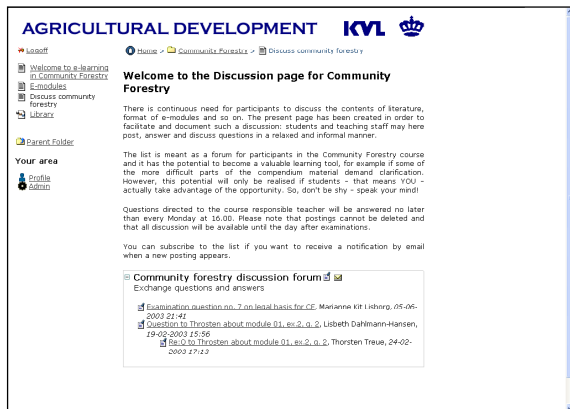 AGRICULTURAL DEVELOPMENT KVL
Logoff
Home > Community Forestry > Discuss community forestry
Welcome to e-learning
in Community Forestry
E-modules
Discuss community
forestry
Library
Parent Folder
Your area
Profile
Admin
Welcome to the Discussion page for Community
Forestry
There is continuous need for participants to discuss the contents of literature,
format of e-modules and so on. The present page has been created in order to
facilitate and document such a discussion: students and teaching staff may here
post, answer and discuss questions in a relaxed and informal manner.
The list is meant as a forum for participants in the Community Forestry course
and it has the potential to become a valuable learning tool, for example if some of
the more difficult parts of the compendium material demand clarification.
However, this potential will only be realised if students - that means YOU -
actually take advantage of the opportunity. So, don't be shy - speak your mind!
Questions directed to the course responsible teacher will be answered no later
than every Monday at 16.00. Please note that postings cannot be deleted and
that all discussion will be available until the day after examinations.
You can subscribe to the list if you want to receive a notification by email
when a new posting appears.
Community forestry discussion forum
Exchange questions and answers
Examination question no. 7 on legal basis for CF, Marianne Kit Lisborg, 05-06-
2003 21:41
Question to Throsten about module 01, ex.2, q. 2, Lisbeth Dahlmann-Hansen,
19-02-2003 15:56
Re:Q to Thorsten about module 01, ex.2, q. 2, Thorsten Treue, 24-02-
2003 17:13